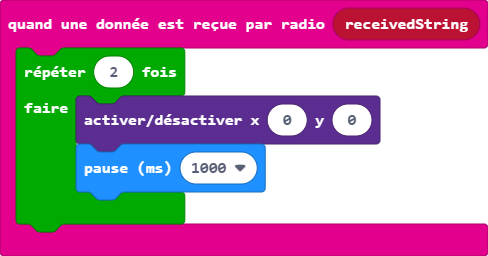 quand une donnée est reçue par radio receivedString
répéter 2 fois
faire
activer/désactiver x 0 y 0
pause (ms) 1000